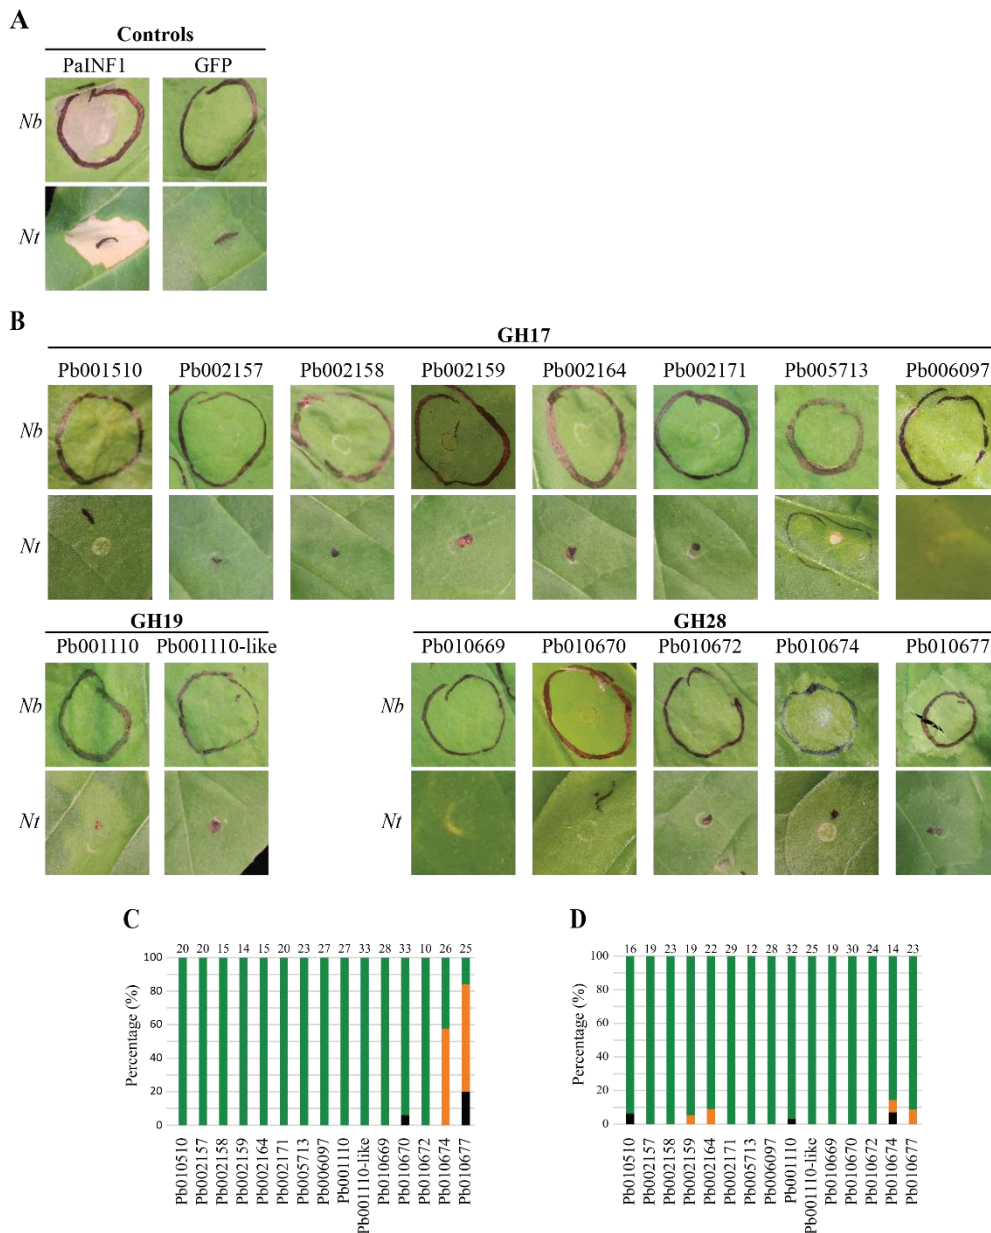 A
Controls
PaINF1 GFP
Nb
Nt
B
GH17
Pb001510 Pb002157 Pb002158 Pb002159 Pb002164 Pb002171 Pb005713 Pb006097
Nb
Nt
GH19 GH28
Pb001110 Pb001110-like Pb010669 Pb010670 Pb010672 Pb010674 Pb010677
Nb Nb
Nt Nt
C
20 20 15 14 15 20 23 27 27 33 28 33 10 26 25
100
80
60
40
20
0
Percentage (%)
Pb010510 Pb002157 Pb002158 Pb002159 Pb002164 Pb002171 Pb005713 Pb006097 Pb001110 Pb001110-like Pb010669 Pb010670 Pb010672 Pb010674 Pb010677
D
16 19 23 19 22 29 12 28 32 25 19 30 24 14 23
100
80
60
40
20
0
Percentage (%)
Pb010510 Pb002157 Pb002158 Pb002159 Pb002164 Pb002171 Pb005713 Pb006097 Pb001110 Pb001110-like Pb010669 Pb010670 Pb010672 Pb010674 Pb010677